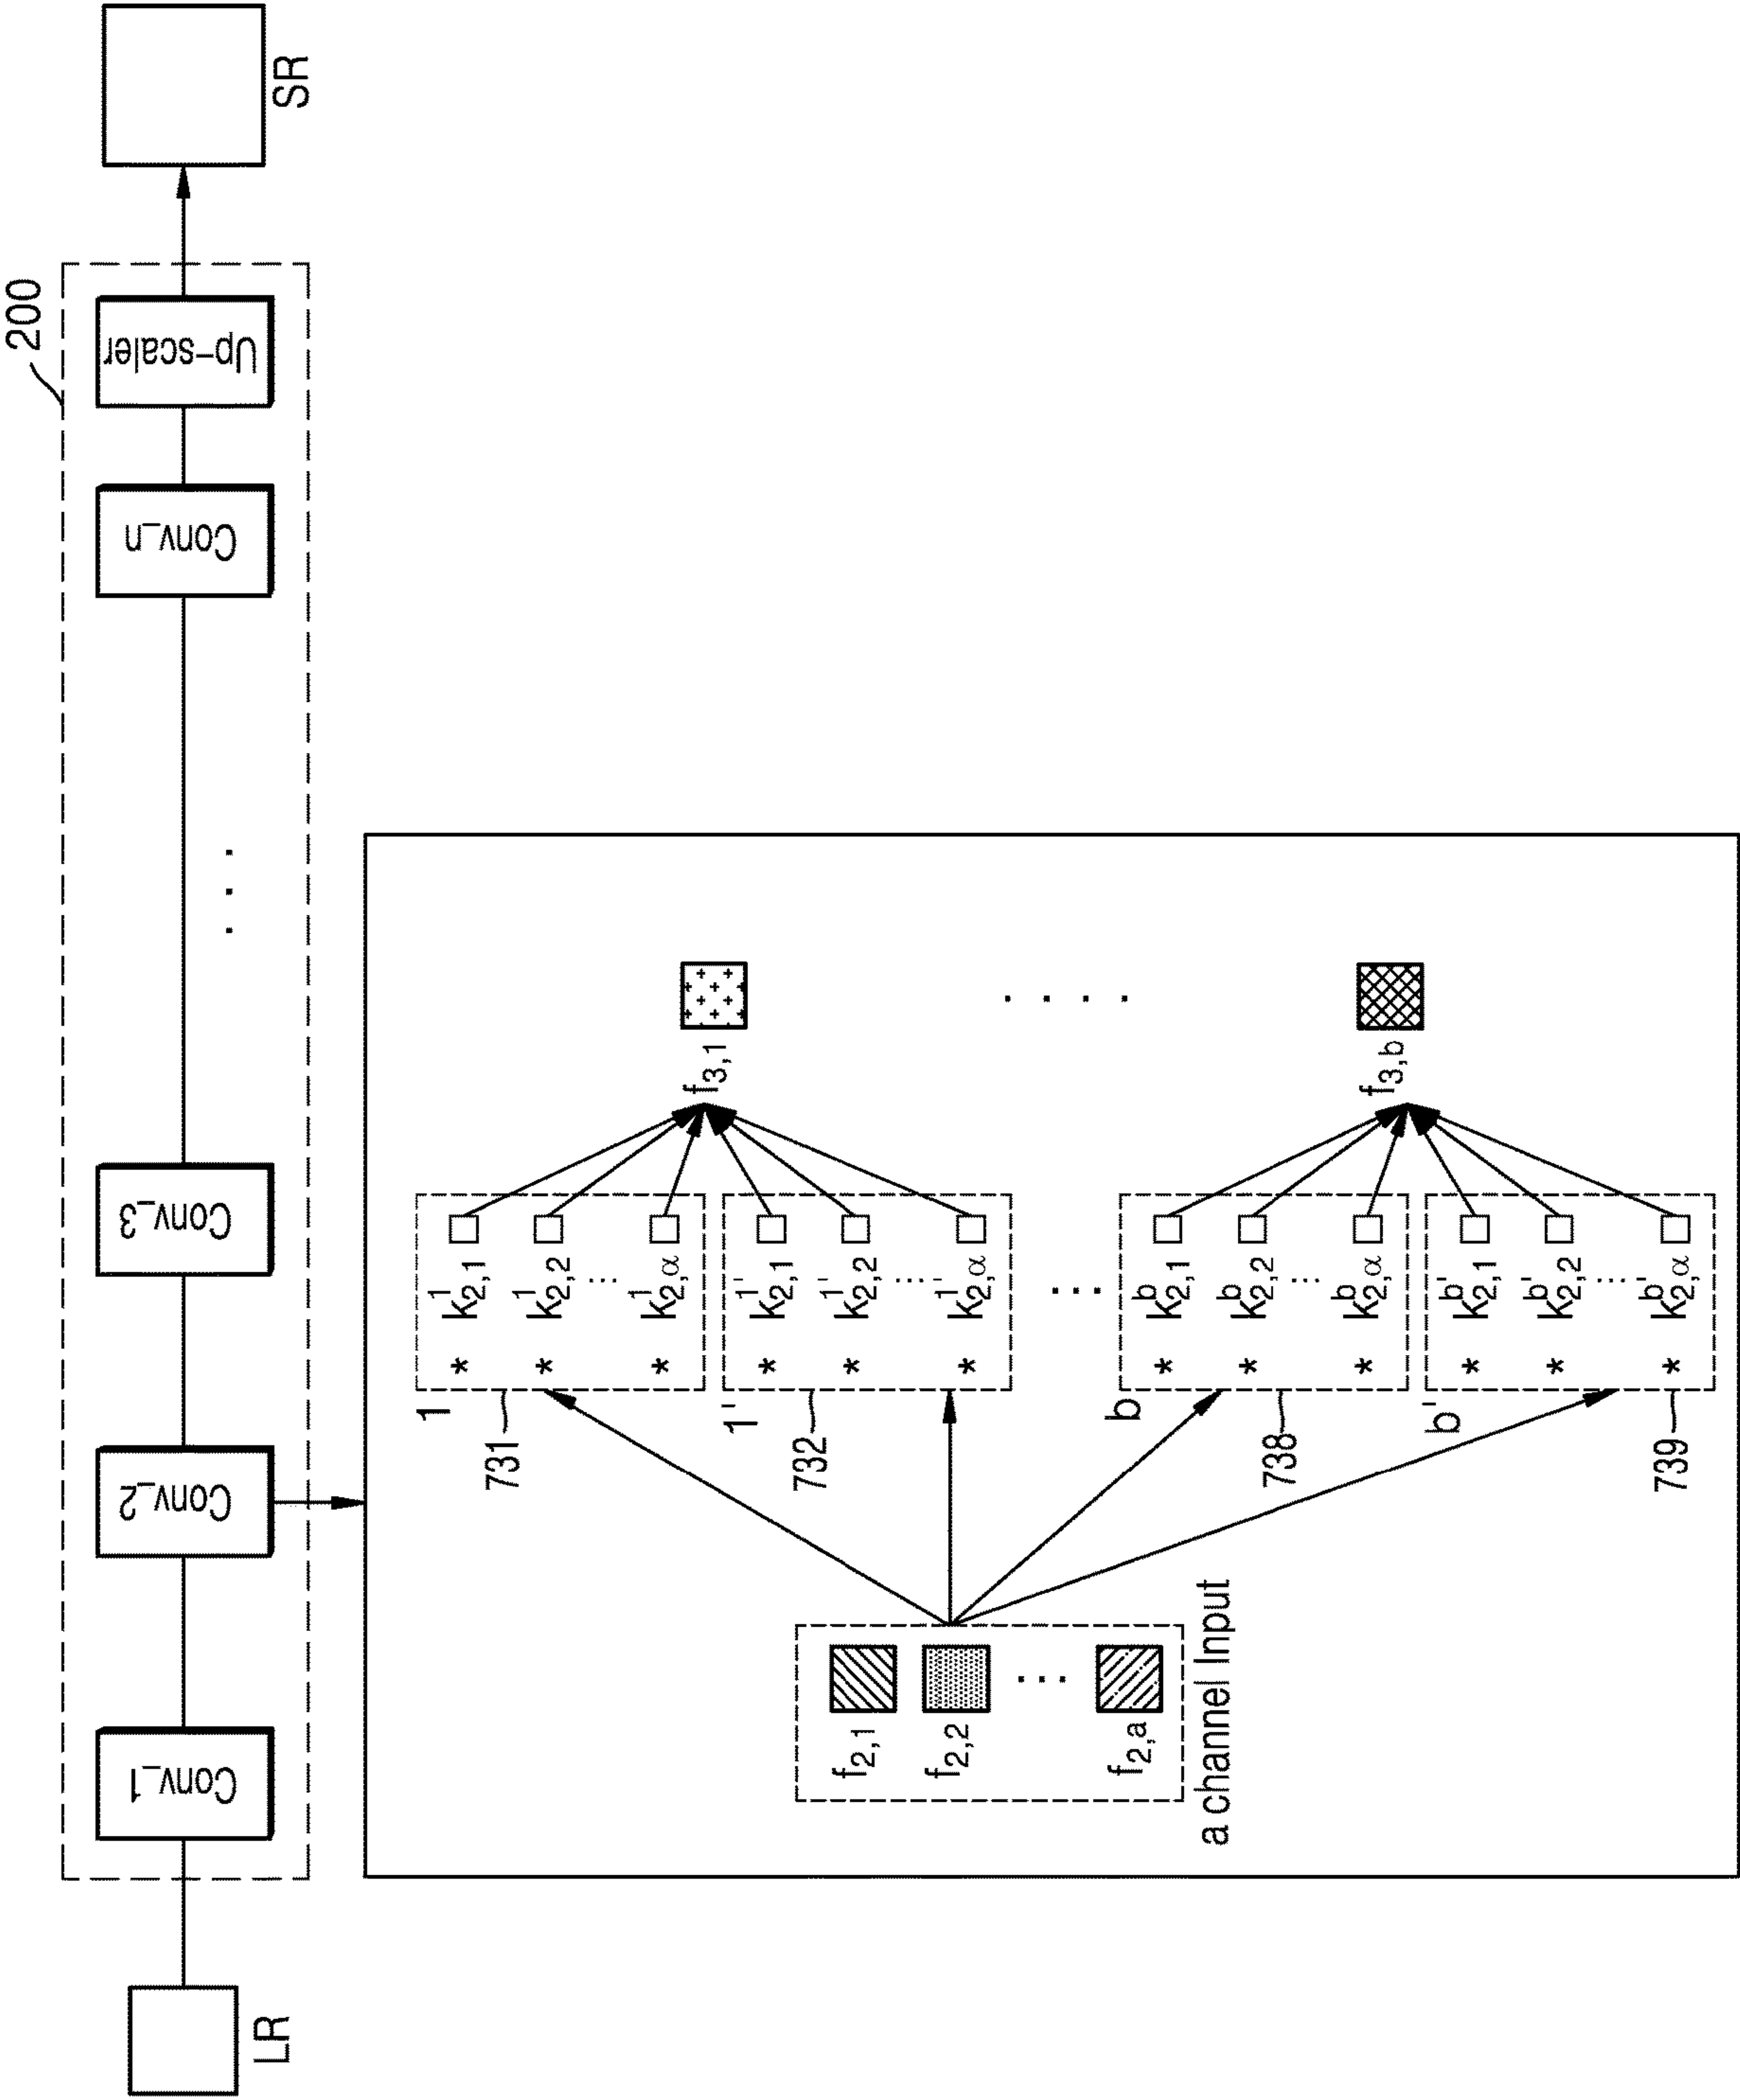 200
LR
Conv_1
Conv_2
Conv_3
. . .
Conv_n
Up-scaler
SR
f2,1
f2,2
...
f2,a
a channel Input
1
731
* k¹2,1
* k¹2,2
...
* k¹2,α
1'
732
* k¹'2,1
* k¹'2,2
...
* k¹'2,α
...
b
738
* kᵇ2,1
* kᵇ2,2
...
* kᵇ2,α
b'
739
* kᵇ'2,1
* kᵇ'2,2
...
* kᵇ'2,α
f3,1
. . . .
f3,b